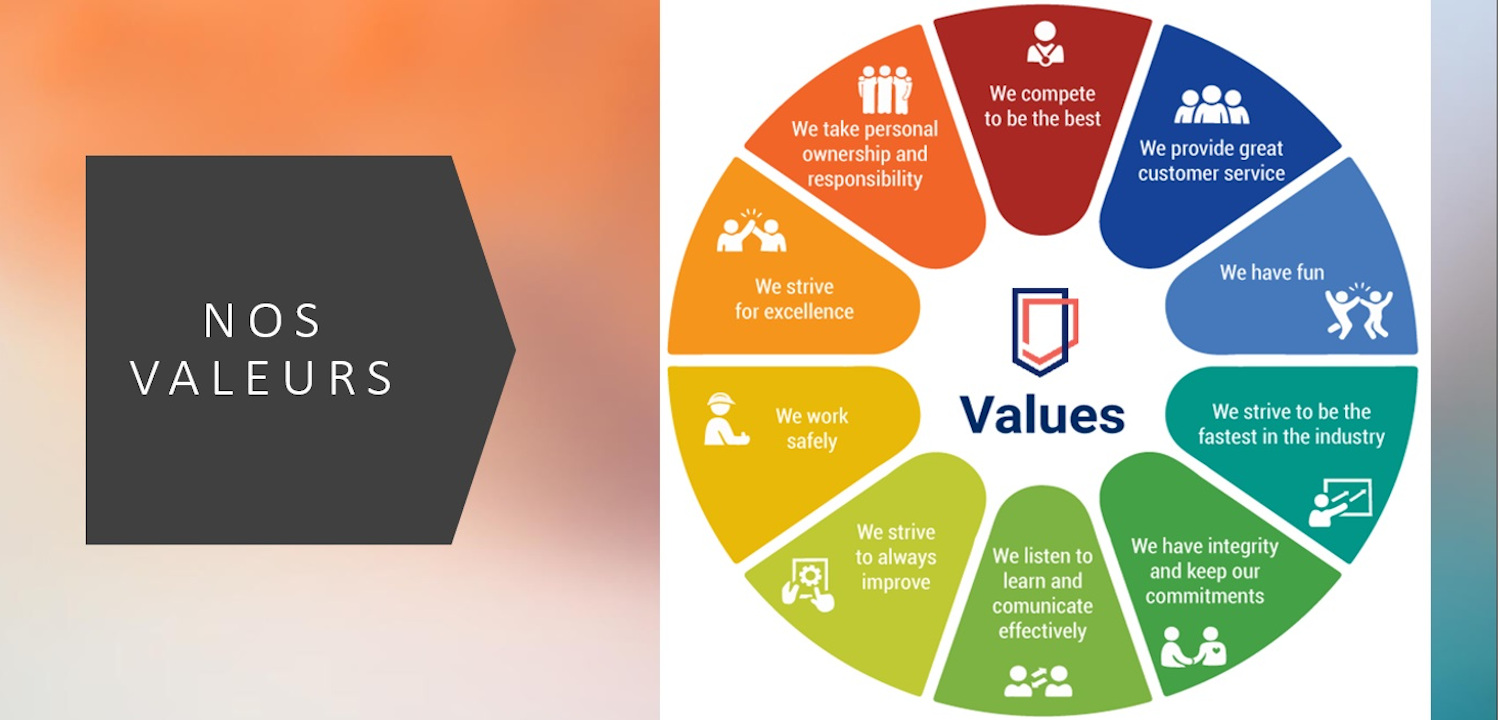 NOS
VALEURS
We compete
to be the best
We provide great
customer service
We have fun
We strive to be the
fastest in the industry
We have integrity
and keep our
commitments
We listen to
learn and
comunicate
effectively
We strive
to always
improve
We work
safely
We strive
for excellence
We take personal
ownership and
responsibility
Values